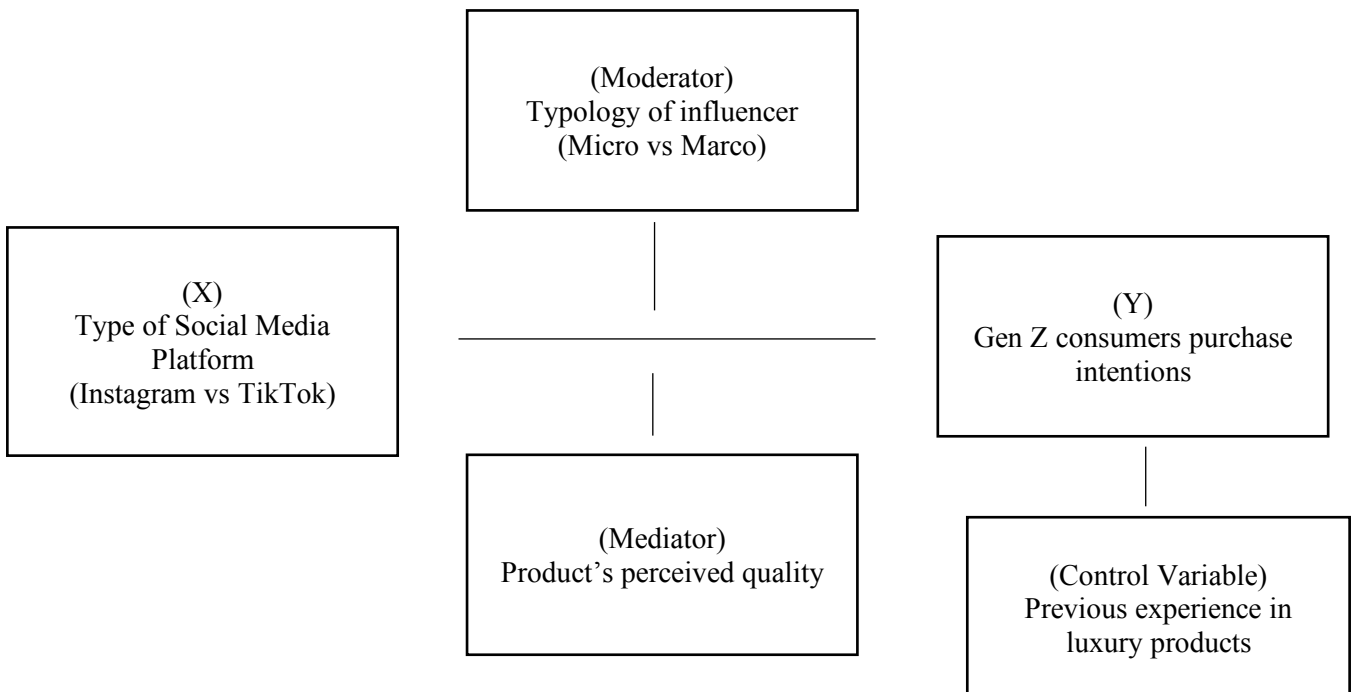 (Moderator)
Typology of influencer
(Micro vs Marco)
(X)
Type of Social Media
Platform
(Instagram vs TikTok)
(Y)
Gen Z consumers purchase
intentions
(Mediator)
Product’s perceived quality
(Control Variable)
Previous experience in
luxury products